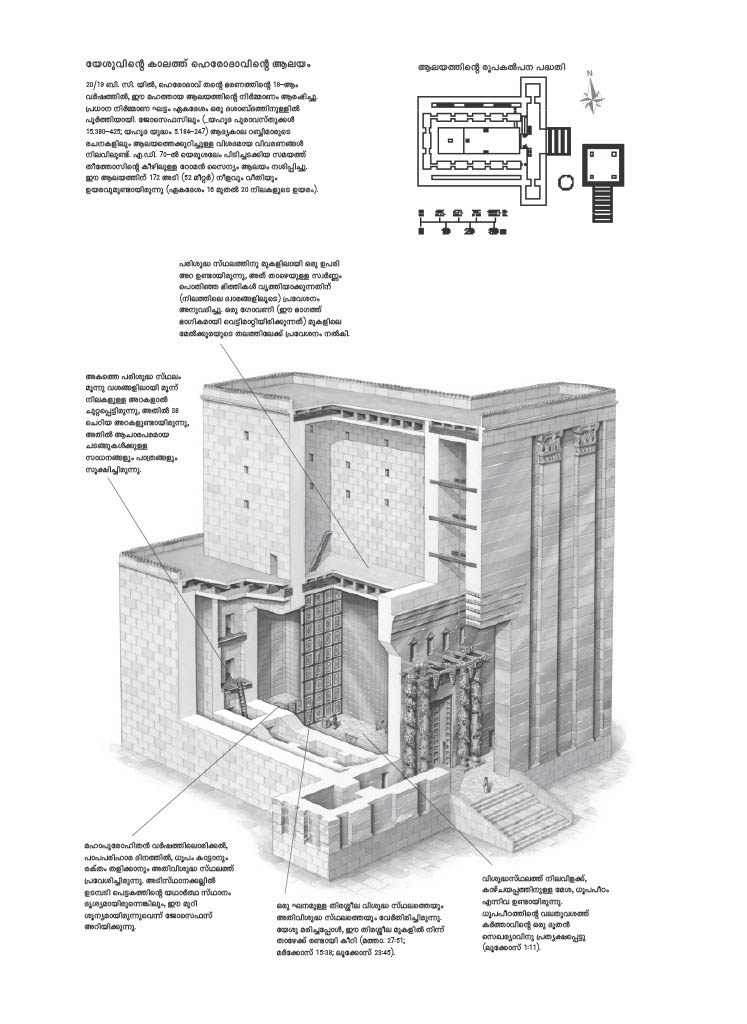 യേശുവിന്റെ കാലത്ത് ഹെരോദാവിന്റെ ആലയം
20/19 ബി. സി. യിൽ, ഹെരോദാവ് തന്റെ ഭരണത്തിന്റെ 18-ആം
വർഷത്തിൽ, ഈ മഹത്തായ ആലയത്തിന്റെ നിർമ്മാണം ആരംഭിച്ചു.
പ്രധാന നിർമ്മാണ ഘട്ടം ഏകദേശം ഒരു ദശാബ്ദത്തിനുള്ളിൽ
പൂർത്തിയായി. ജോസൈഫസിലും (_യഹൂദ പുരാവസ്തുക്കൾ
15.380-425; യഹൂദ യുദ്ധം 5.184-247) ആദ്യകാല റബ്ബിമാരുടെ
രചനകളിലും ആലയത്തെക്കുറിച്ചുള്ള വിശദമായ വിവരണങ്ങൾ
നിലവിലുണ്ട്. എ.ഡി. 70-ൽ യെരുശലേം പിടിച്ചടക്കിയ സമയത്ത്
തീത്തോസിന്റെ കീഴിലുള്ള റോമൻ സൈന്യം ആലയം നശിപ്പിച്ചു.
ഈ ആലയത്തിന് 172 അടി (52 മീറ്റർ) നീളവും വീതിയും
ഉയരവുമുണ്ടായിരുന്നു (ഏകദേശം 16 മുതൽ 20 നിലകളുടെ ഉയരം).
ആലയത്തിന്റെ രൂപകൽപന പദ്ധതി
N
പരിശുദ്ധ സ്ഥലത്തിനു മുകളിലായി ഒരു ഉപരി
അറ ഉണ്ടായിരുന്നു, അത് താഴെയുള്ള സ്വർണ്ണം
പൊതിഞ്ഞ ഭിത്തികൾ വൃത്തിയാക്കുന്നതിന്
(നിലത്തിലെ ദ്വാരങ്ങളിലൂടെ) പ്രവേശനം
അനുവദിച്ചു. ഒരു ഗോവണി (ഈ ഭാഗത്ത്
ഭാഗികമായി വെട്ടിമാറ്റിയിരിക്കുന്നത്) മുകളിലെ
മേൽക്കൂരയുടെ തലത്തിലേക്ക് പ്രവേശനം നൽകി.
അകത്തെ പരിശുദ്ധ സ്ഥലം
മൂന്നു വശങ്ങളിലായി മൂന്ന്
നിലകളുള്ള അറകളാൽ
ചുറ്റപ്പെട്ടിരുന്നു, അതിൽ 38
ചെറിയ അറകളുണ്ടായിരുന്നു,
അതിൽ ആചാരപരമായ
ചടങ്ങുകൾക്കുള്ള
സാധനങ്ങളും പാത്രങ്ങളും
സൂക്ഷിച്ചിരുന്നു.
മഹാപുരോഹിതൻ വർഷത്തിലൊരിക്കൽ,
പാപപരിഹാര ദിനത്തിൽ, ധൂപം കാട്ടാനും
രക്തം തളിക്കാനും അതിവിശുദ്ധ സ്ഥലത്ത്
പ്രവേശിച്ചിരുന്നു. അടിസ്ഥാനക്കല്ലിൽ
ഉടമ്പടി പെട്ടകത്തിന്റെ യഥാർത്ഥ സ്ഥാനം
ദൃശ്യമായിരുന്നെങ്കിലും, ഈ മുറി
ശൂന്യമായിരുന്നുവെന്ന് ജോസൈഫസ്
അറിയിക്കുന്നു.
ഒരു ഘനമുള്ള തിരശ്ശീല വിശുദ്ധ സ്ഥലത്തെയും
അതിവിശുദ്ധ സ്ഥലത്തെയും വേർതിരിച്ചിരുന്നു.
യേശു മരിച്ചപ്പോൾ, ഈ തിരശ്ശീല മുകളിൽ നിന്ന്
താഴേക്ക് രണ്ടായി കീറി (മത്താ. 27:51;
മർക്കോസ് 15:38; ലൂക്കോസ് 23:45).
വിശുദ്ധസ്ഥലത്ത് നിലവിളക്ക്,
കാഴ്ചയപ്പത്തിനുള്ള മേശ, ധൂപപീഠം
എന്നിവ ഉണ്ടായിരുന്നു.
ധൂപപീഠത്തിന്റെ വലതുവശത്ത്
കർത്താവിന്റെ ഒരു ദൂതൻ
സെഖര്യാവിനു പ്രത്യക്ഷപ്പെട്ടു
(ലൂക്കോസ് 1:11).